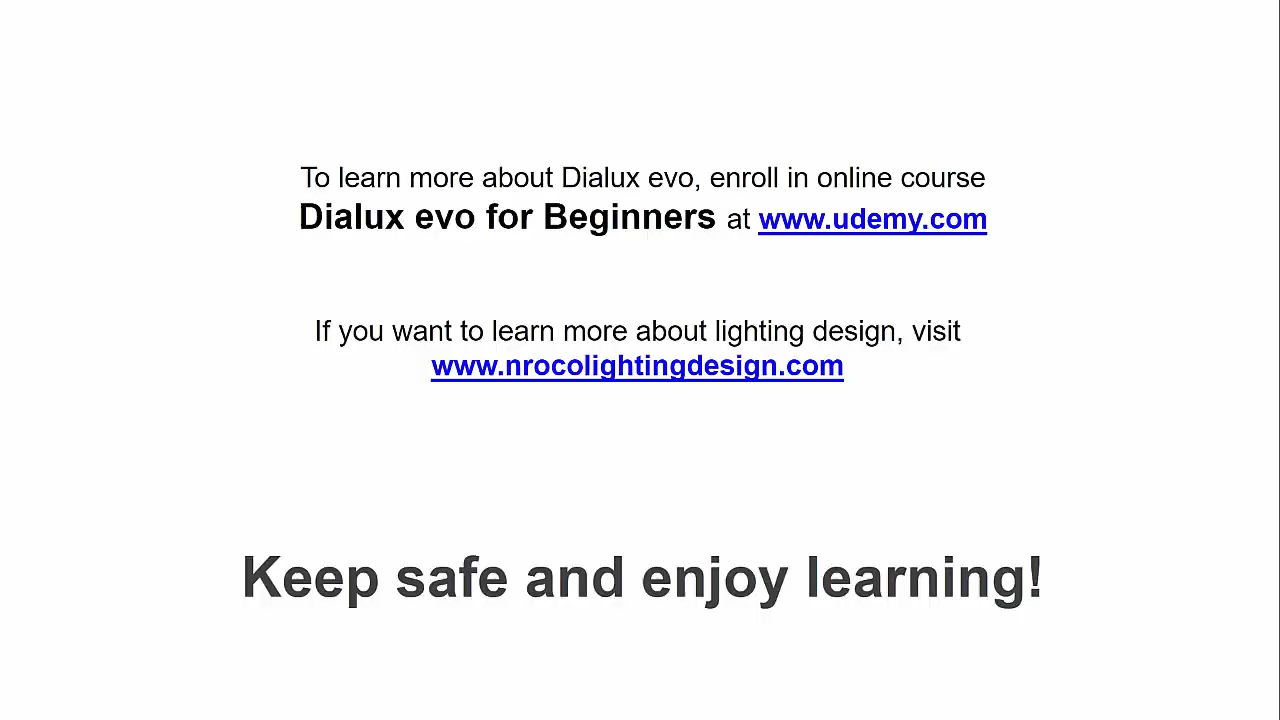 To learn more about Dialux evo, enroll in online course
Dialux evo for Beginners at www.udemy.com
If you want to learn more about lighting design, visit
www.nrocolightingdesign.com
Keep safe and enjoy learning!